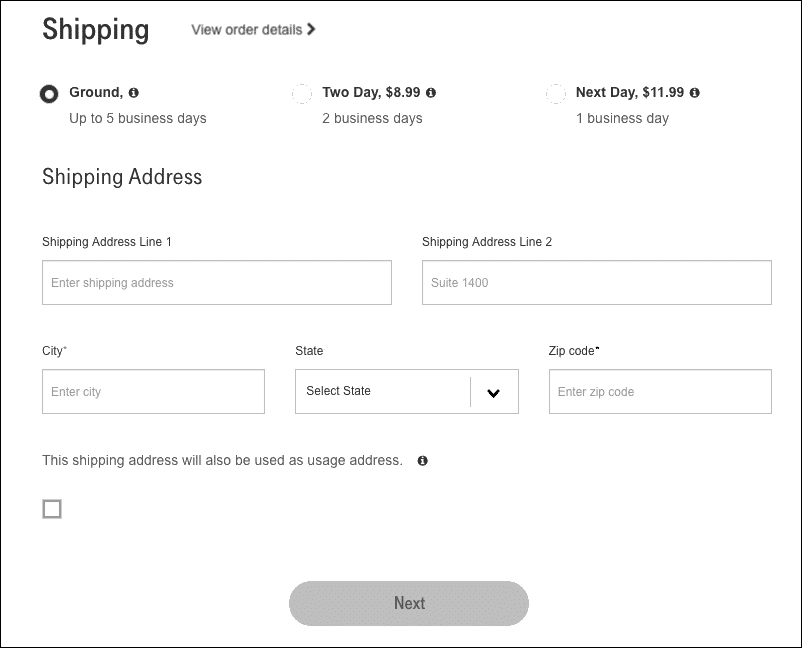 Shipping View order details
Ground, Two Day, $8.99 Next Day, $11.99
Up to 5 business days 2 business days 1 business day
Shipping Address
Shipping Address Line 1 Shipping Address Line 2
Enter shipping address Suite 1400
City* State Zip code*
Enter city Select State Enter zip code
This shipping address will also be used as usage address.
Next